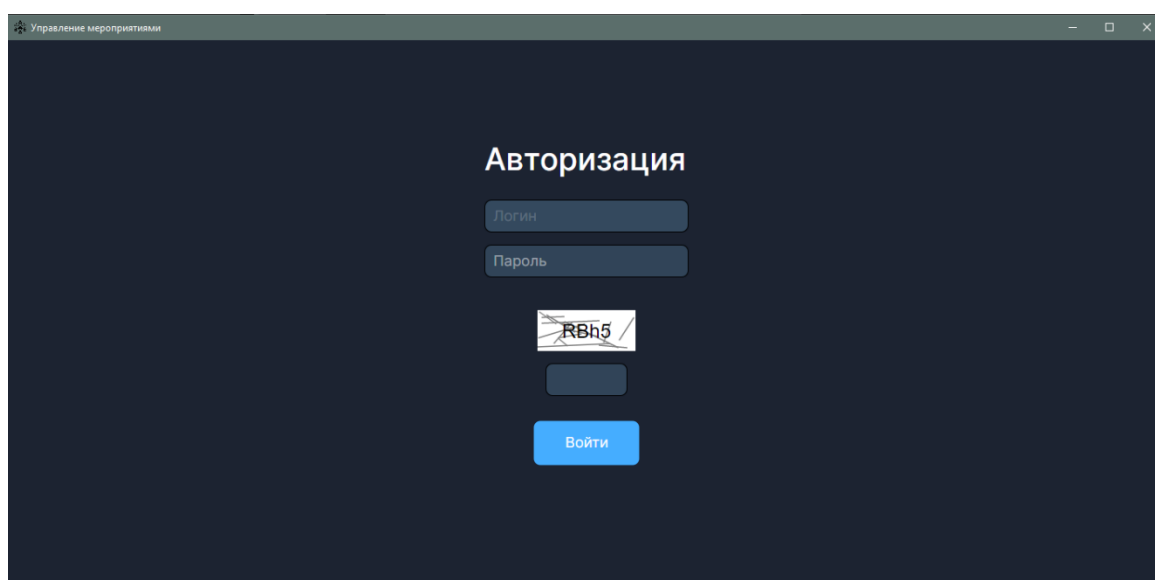 Управление мероприятиями
Авторизация
Логин
Пароль
RBh5
Войти